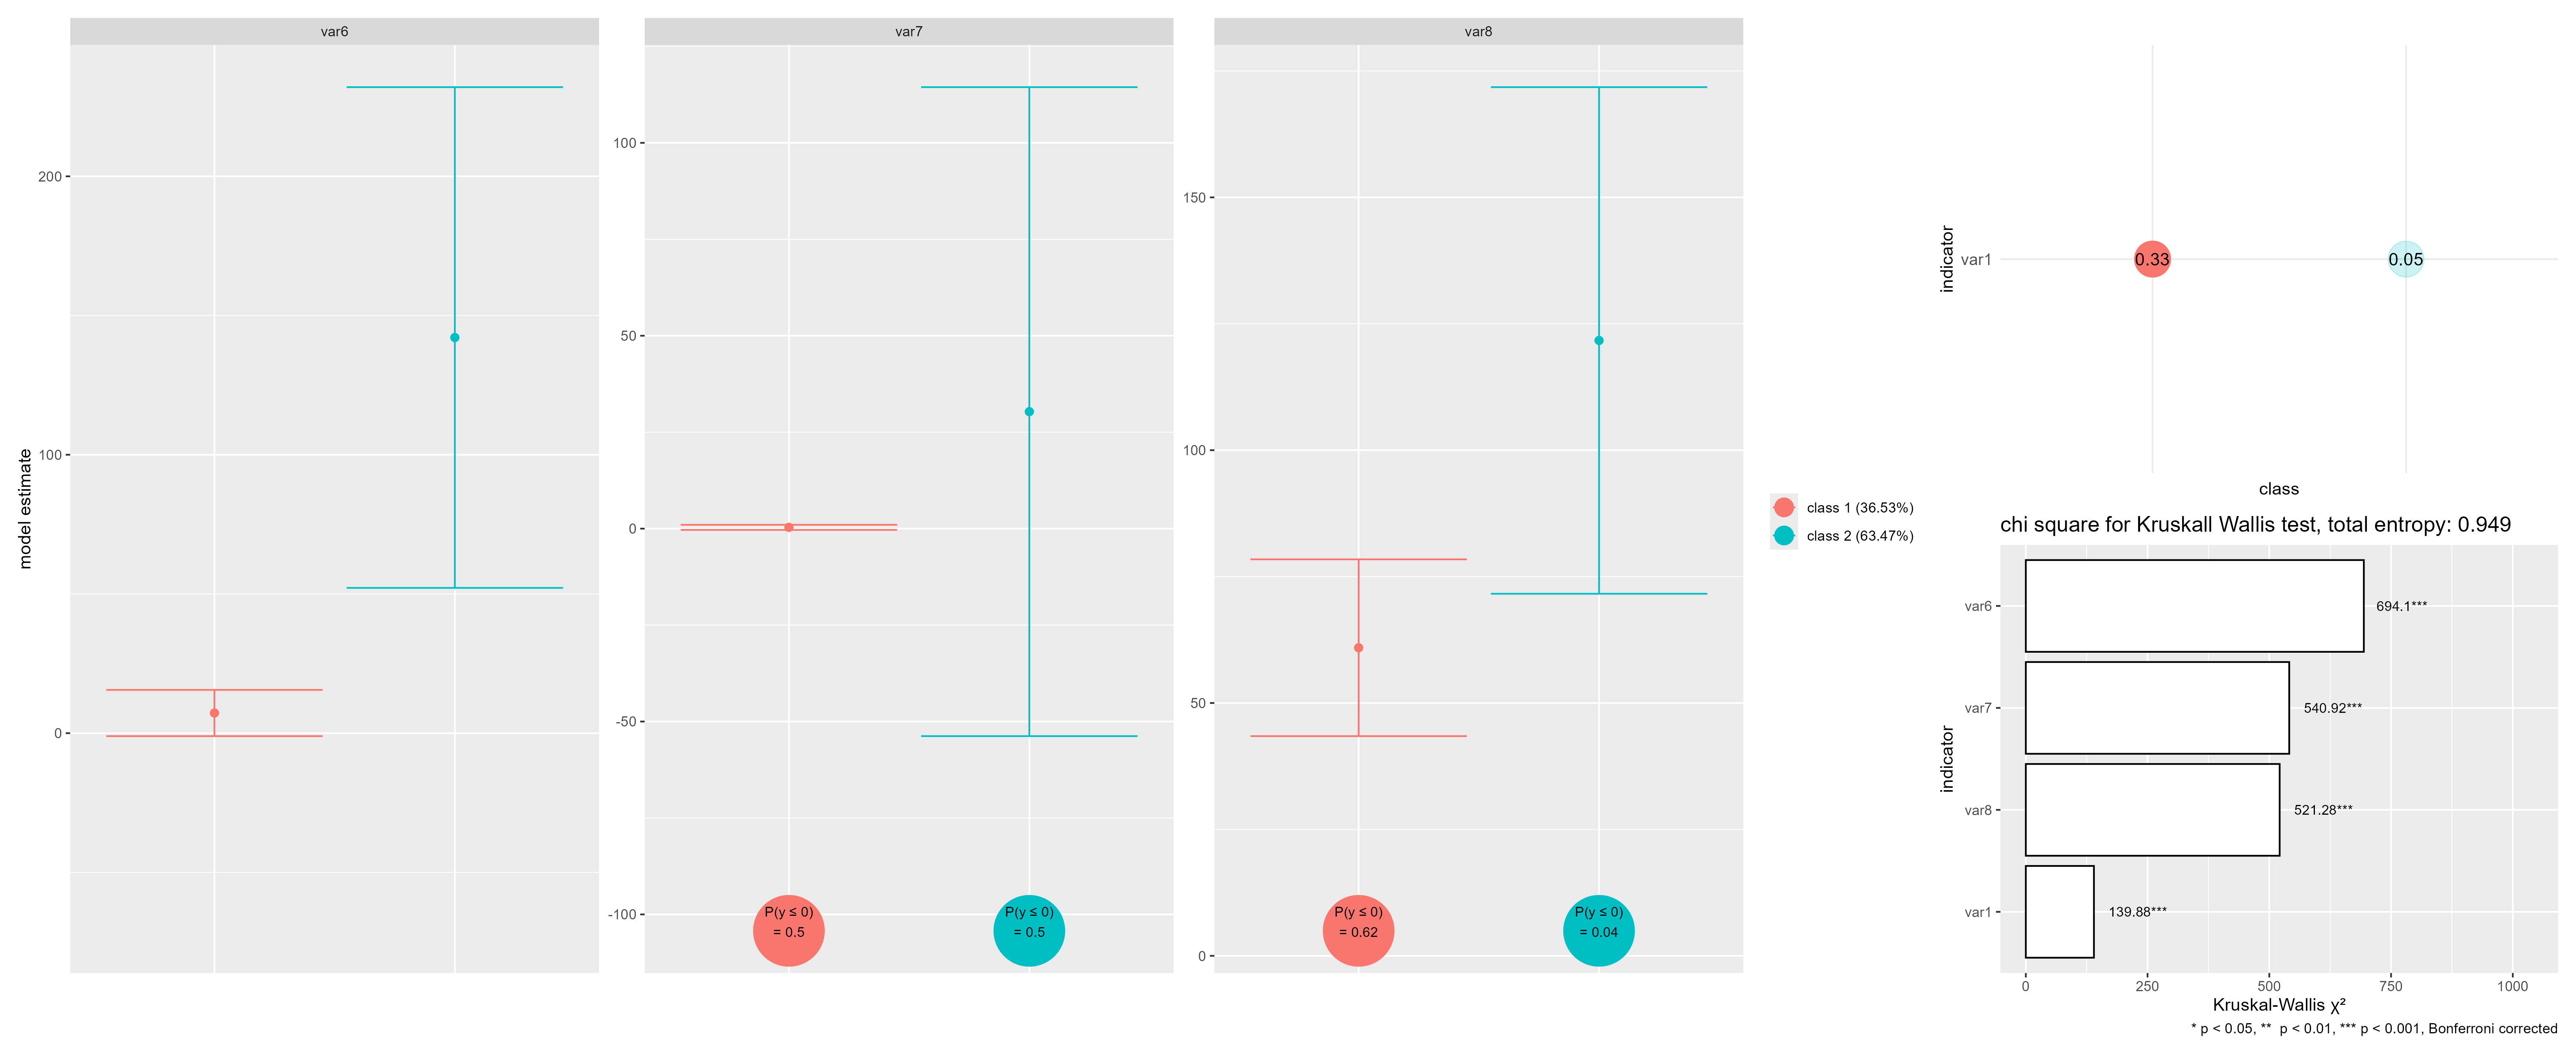 var6
var7
var8
model estimate
200
100
0
100
50
0
-50
-100
150
100
50
0
P(y ≤ 0)
= 0.5
P(y ≤ 0)
= 0.5
P(y ≤ 0)
= 0.62
P(y ≤ 0)
= 0.04
class 1 (36.53%)
class 2 (63.47%)
indicator
var1
0.33
0.05
class
chi square for Kruskall Wallis test, total entropy: 0.949
indicator
var6
694.1***
var7
540.92***
var8
521.28***
var1
139.88***
0
250
500
750
1000
Kruskal-Wallis χ²
* p < 0.05, **  p < 0.01, *** p < 0.001, Bonferroni corrected